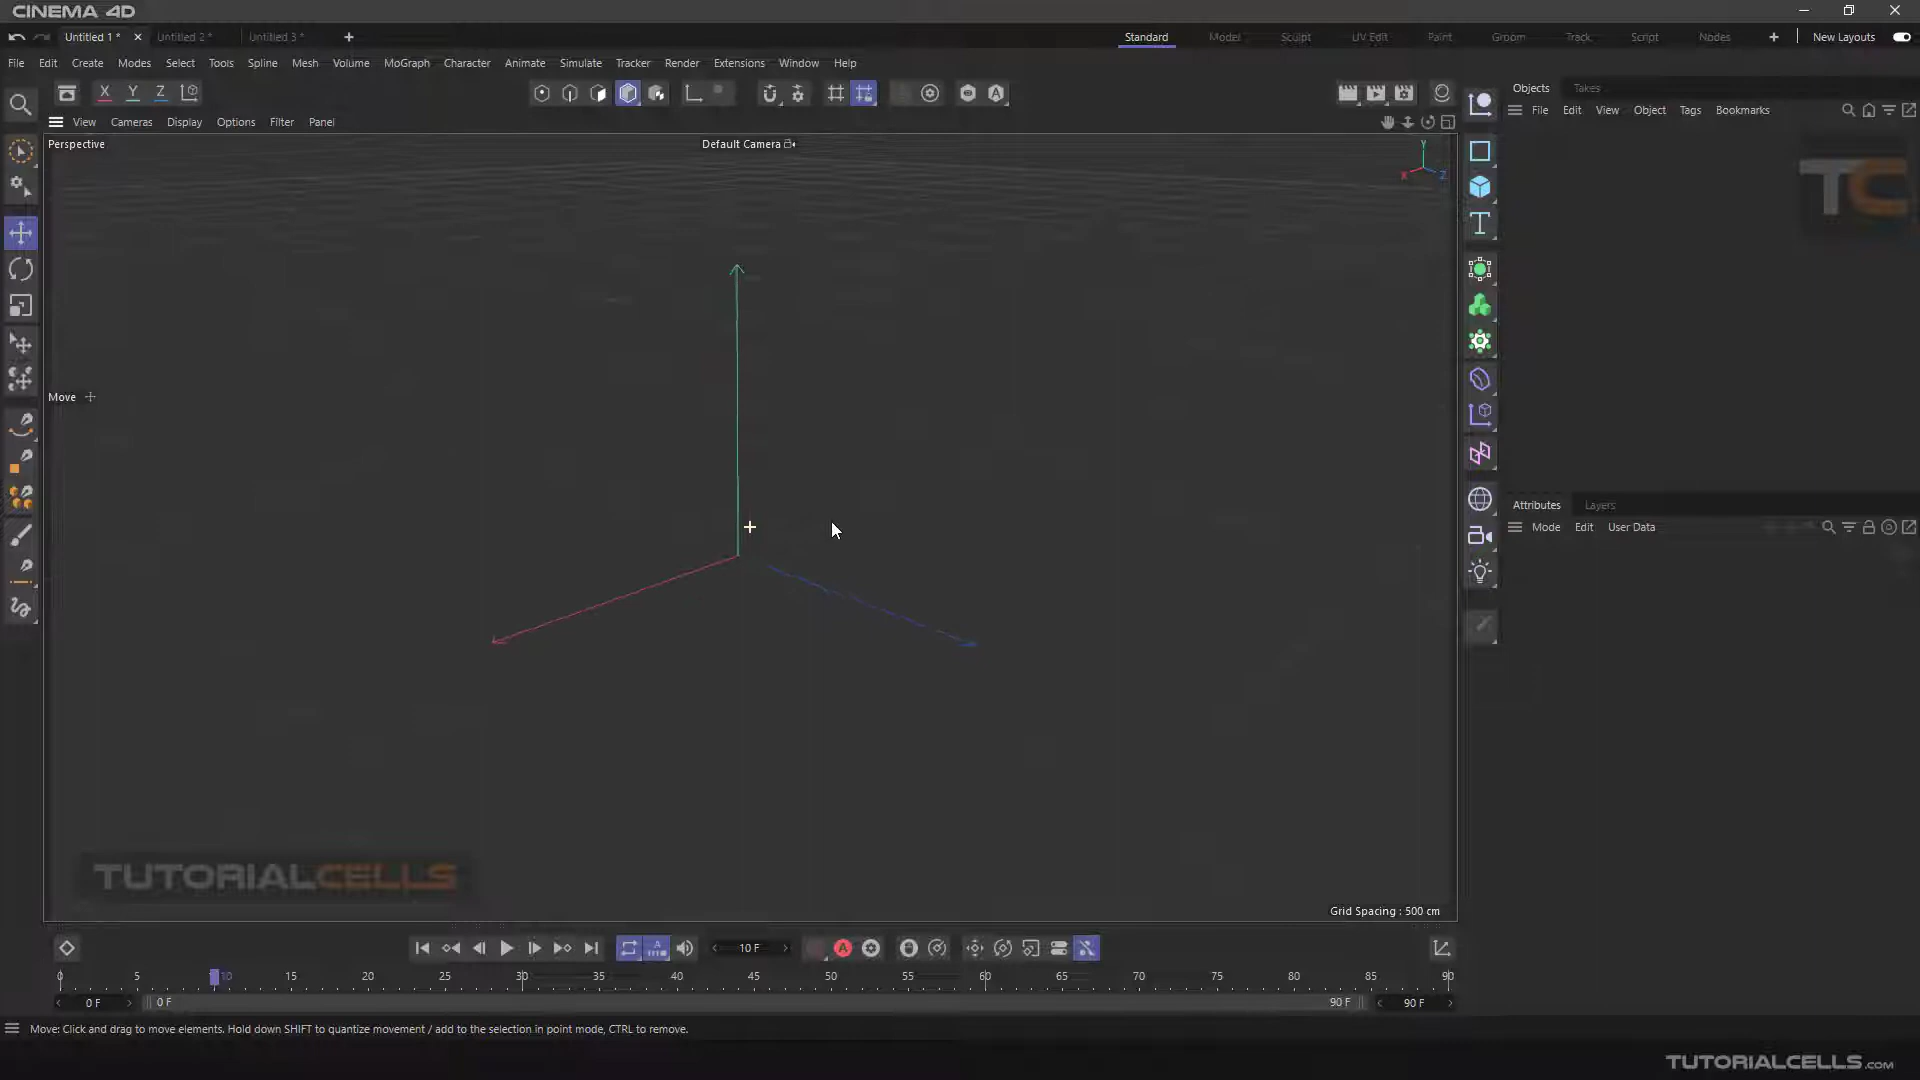 CINEMA 4D
Untitled 1 * Untitled 2 * Untitled 3 *
Standard Model Sculpt UV Edit Paint Groom Track Script Nodes New Layouts
File Edit Create Modes Select Tools Spline Mesh Volume MoGraph Character Animate Simulate Tracker Render Extensions Window Help
X Y Z
A
Objects Takes
File Edit View Object Tags Bookmarks
View Cameras Display Options Filter Panel
Perspective
Default Camera
Y
X Z
TC
T
Move
Attributes Layers
Mode Edit User Data
TUTORIALCELLS
Grid Spacing : 500 cm
A
10 F
A
0 5 10 15 20 25 30 35 40 45 50 55 60 65 70 75 80 85 90
0 F 0 F 90 F 90 F
Move: Click and drag to move elements. Hold down SHIFT to quantize movement / add to the selection in point mode, CTRL to remove.
TUTORIALCELLS.COM